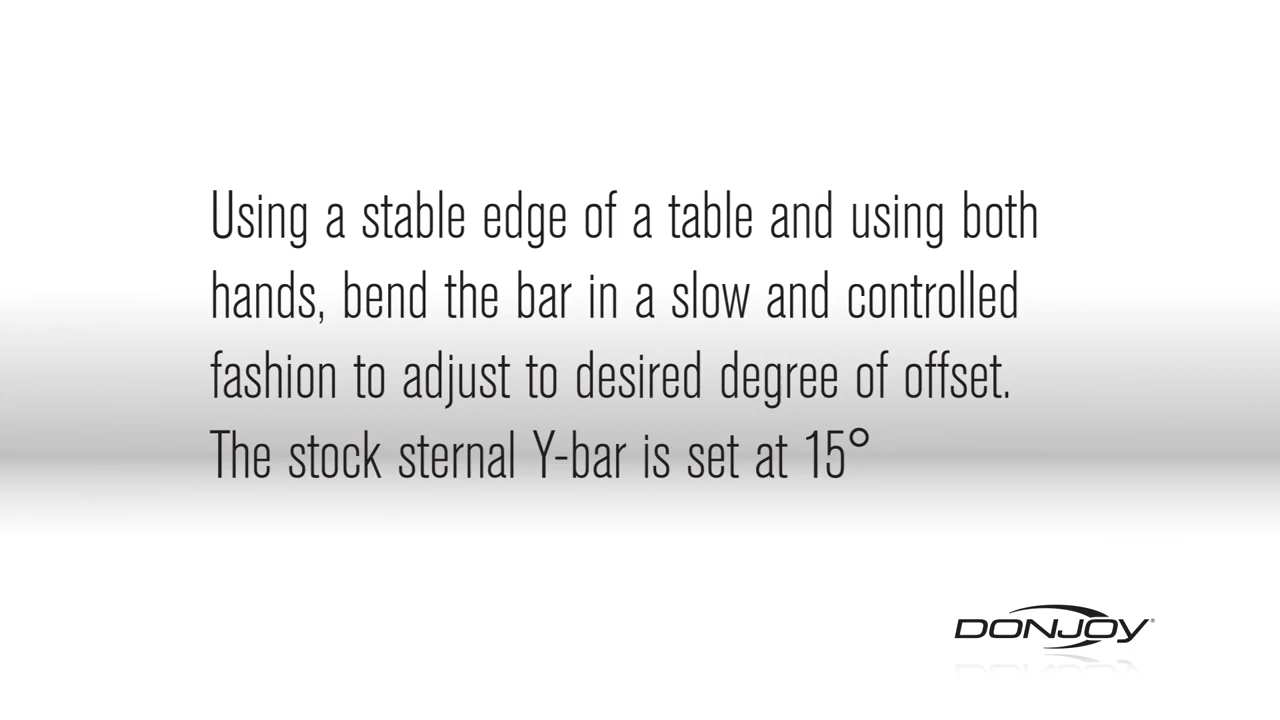 Using a stable edge of a table and using both
hands, bend the bar in a slow and controlled
fashion to adjust to desired degree of offset.
The stock sternal Y-bar is set at 15°
DONJOY®